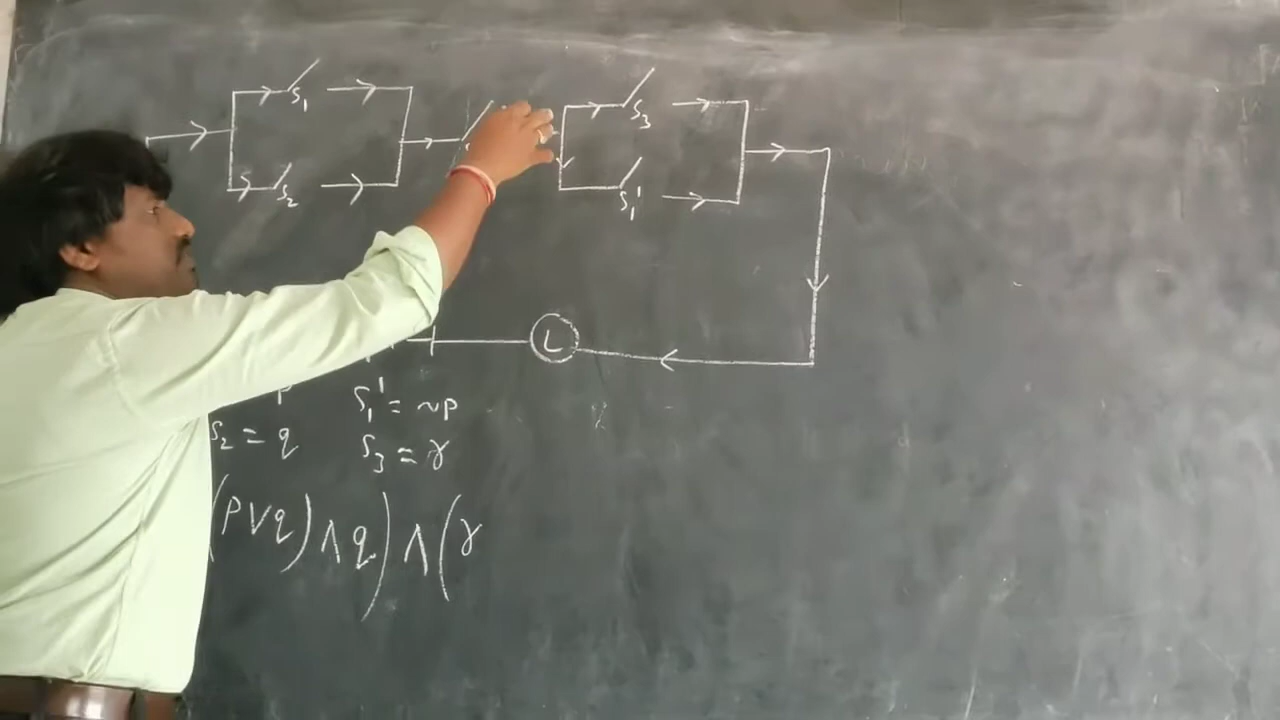 S₁ S₃
S₂ S₁'
L
p S₁' = ~p
S₂ = q S₃ = r
(p∨q)∧q)∧(r